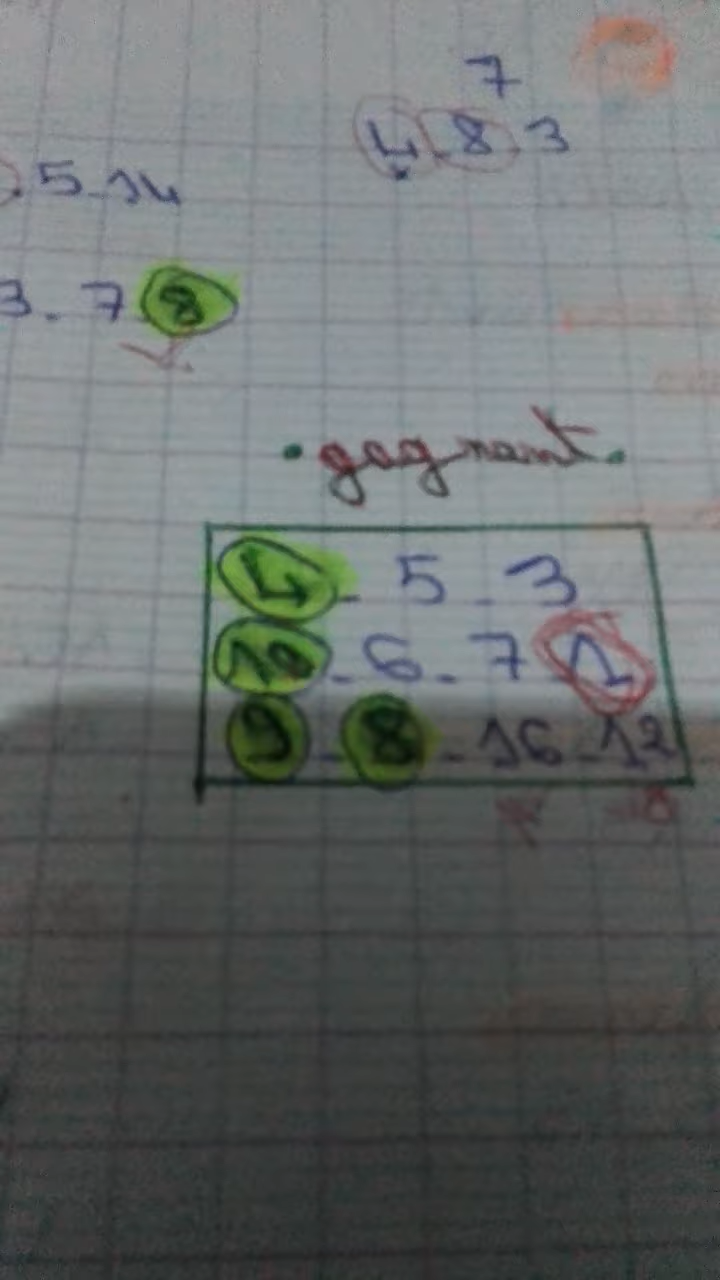 7
4 8 3
. 5 - 14
3 - 7 8
• gagnant •
4 - 5 - 3
10 - 6 - 7 1
9 - 8 - 16 - 12